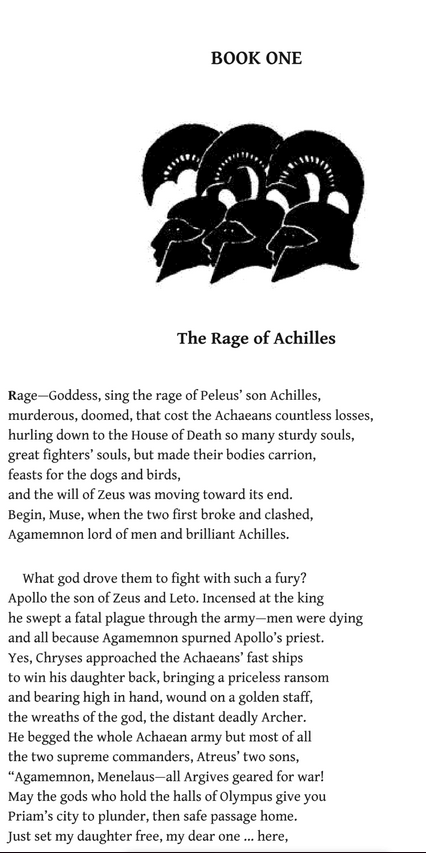 BOOK ONE
The Rage of Achilles
Rage—Goddess, sing the rage of Peleus’ son Achilles,
murderous, doomed, that cost the Achaeans countless losses,
hurling down to the House of Death so many sturdy souls,
great fighters’ souls, but made their bodies carrion,
feasts for the dogs and birds,
and the will of Zeus was moving toward its end.
Begin, Muse, when the two first broke and clashed,
Agamemnon lord of men and brilliant Achilles.
What god drove them to fight with such a fury?
Apollo the son of Zeus and Leto. Incensed at the king
he swept a fatal plague through the army—men were dying
and all because Agamemnon spurned Apollo’s priest.
Yes, Chryses approached the Achaeans’ fast ships
to win his daughter back, bringing a priceless ransom
and bearing high in hand, wound on a golden staff,
the wreaths of the god, the distant deadly Archer.
He begged the whole Achaean army but most of all
the two supreme commanders, Atreus’ two sons,
“Agamemnon, Menelaus—all Argives geared for war!
May the gods who hold the halls of Olympus give you
Priam’s city to plunder, then safe passage home.
Just set my daughter free, my dear one ... here,